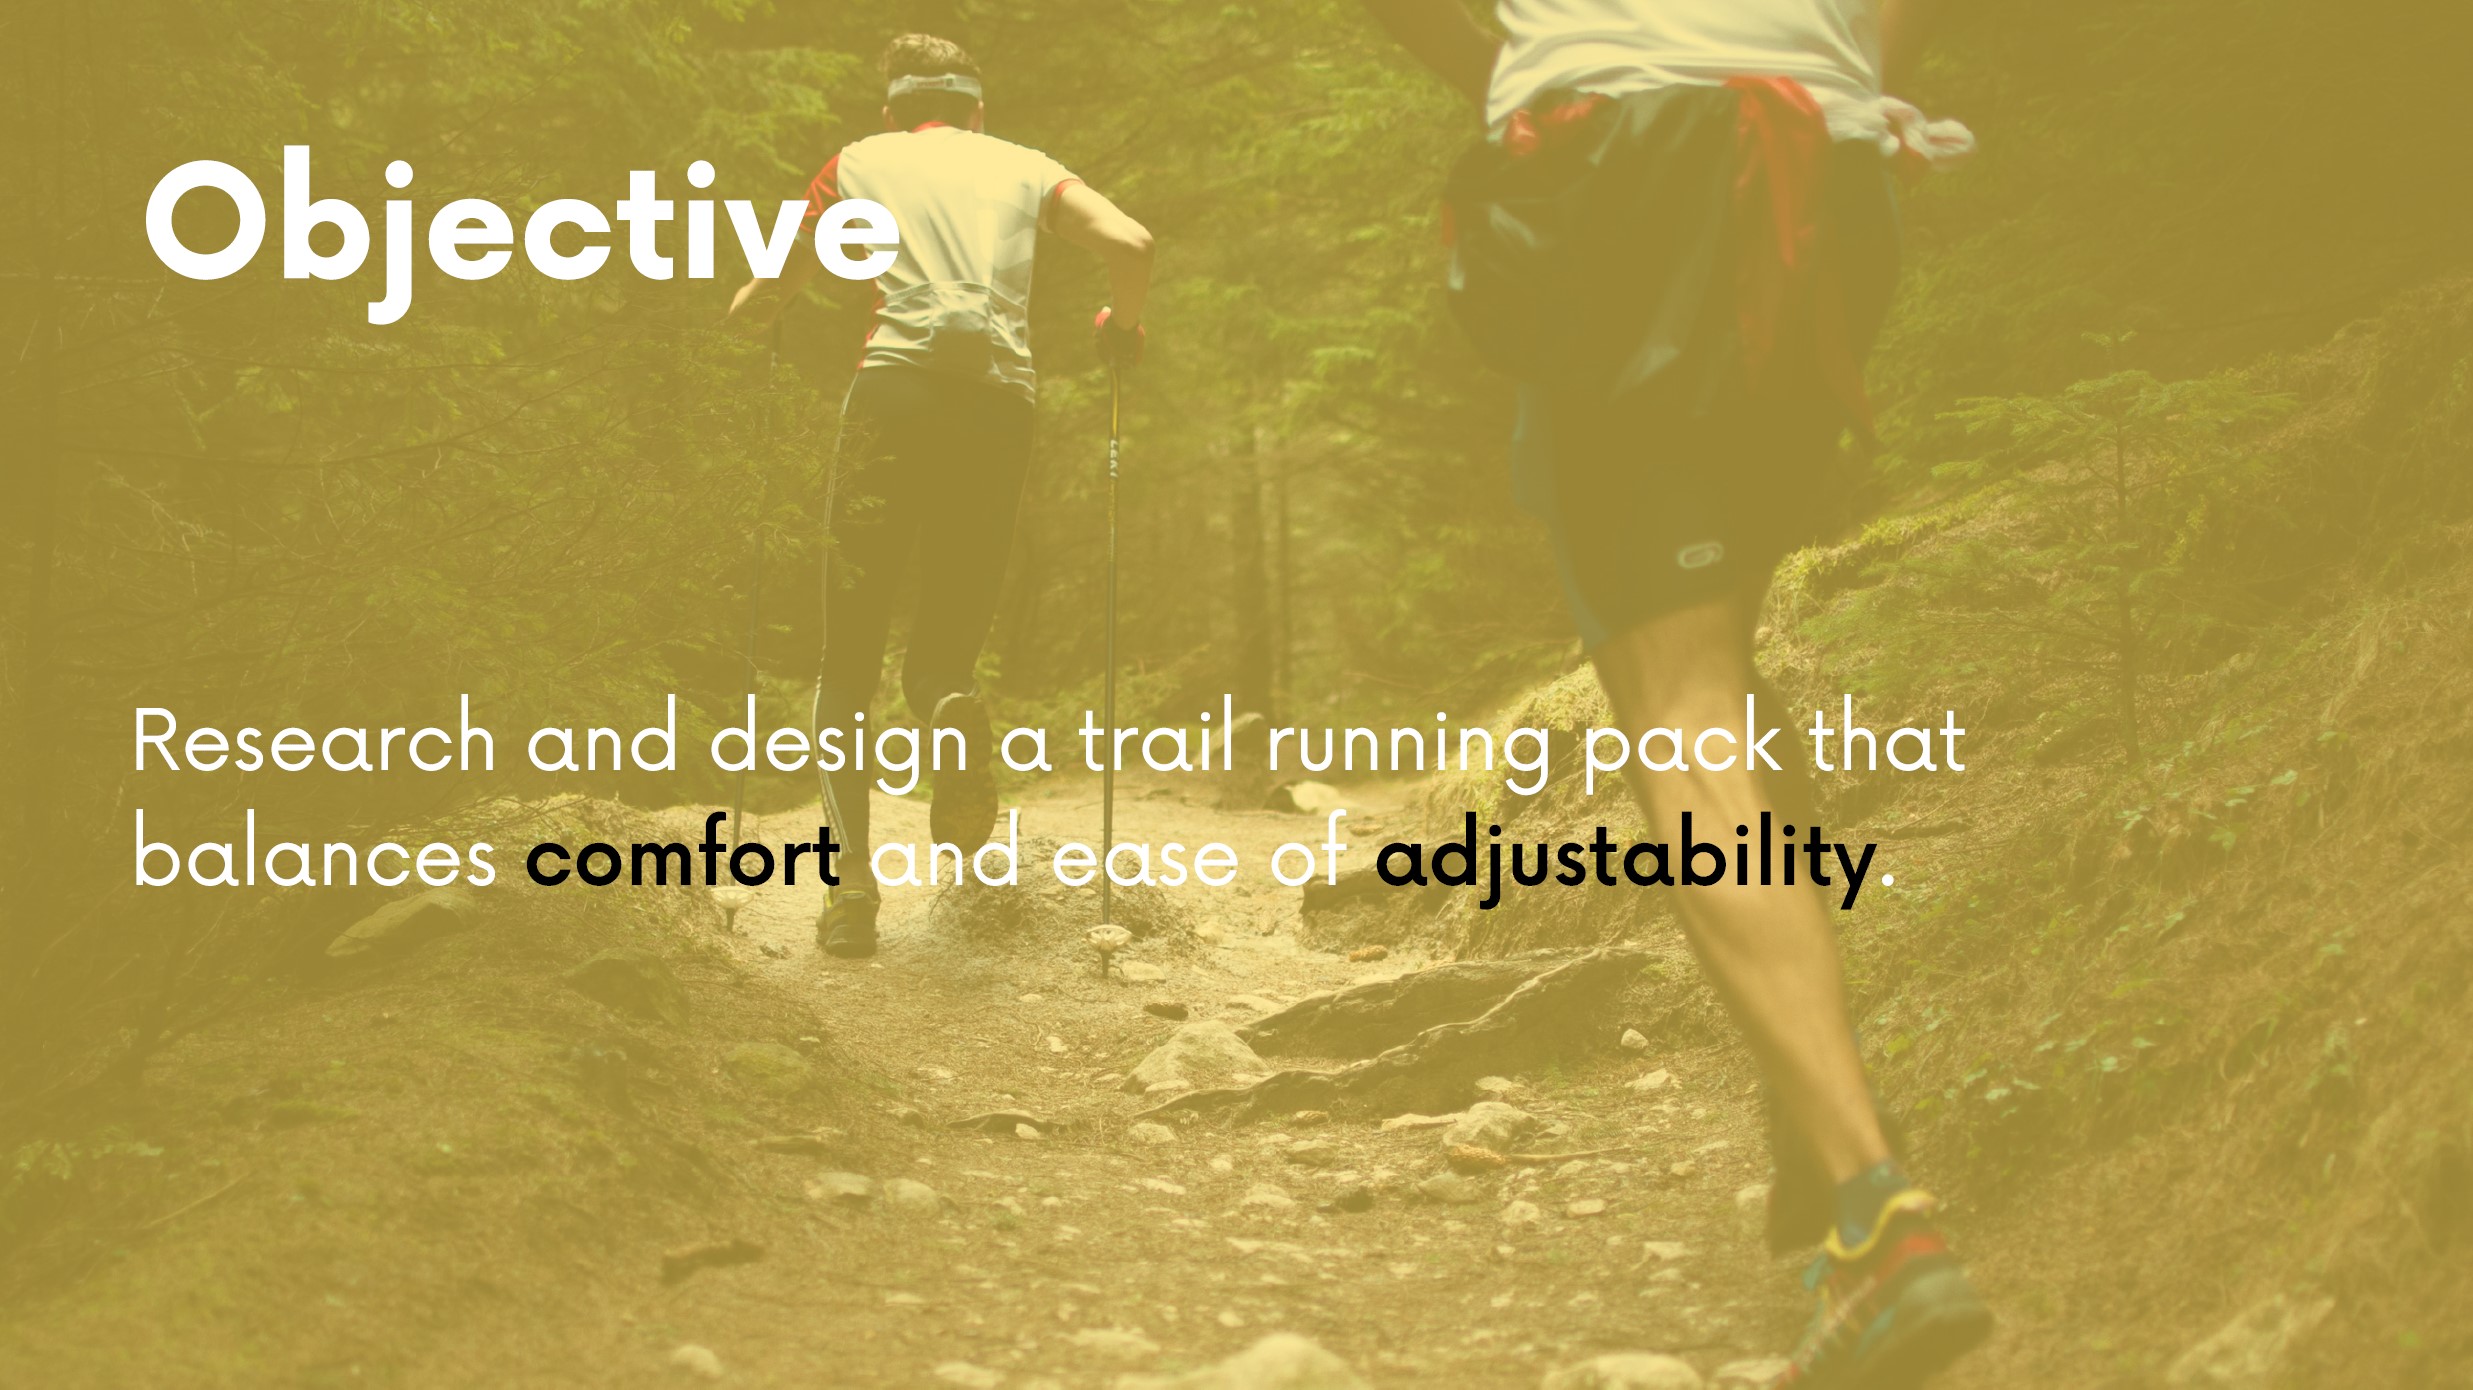 Objective
Research and design a trail running pack that
balances comfort and ease of adjustability.